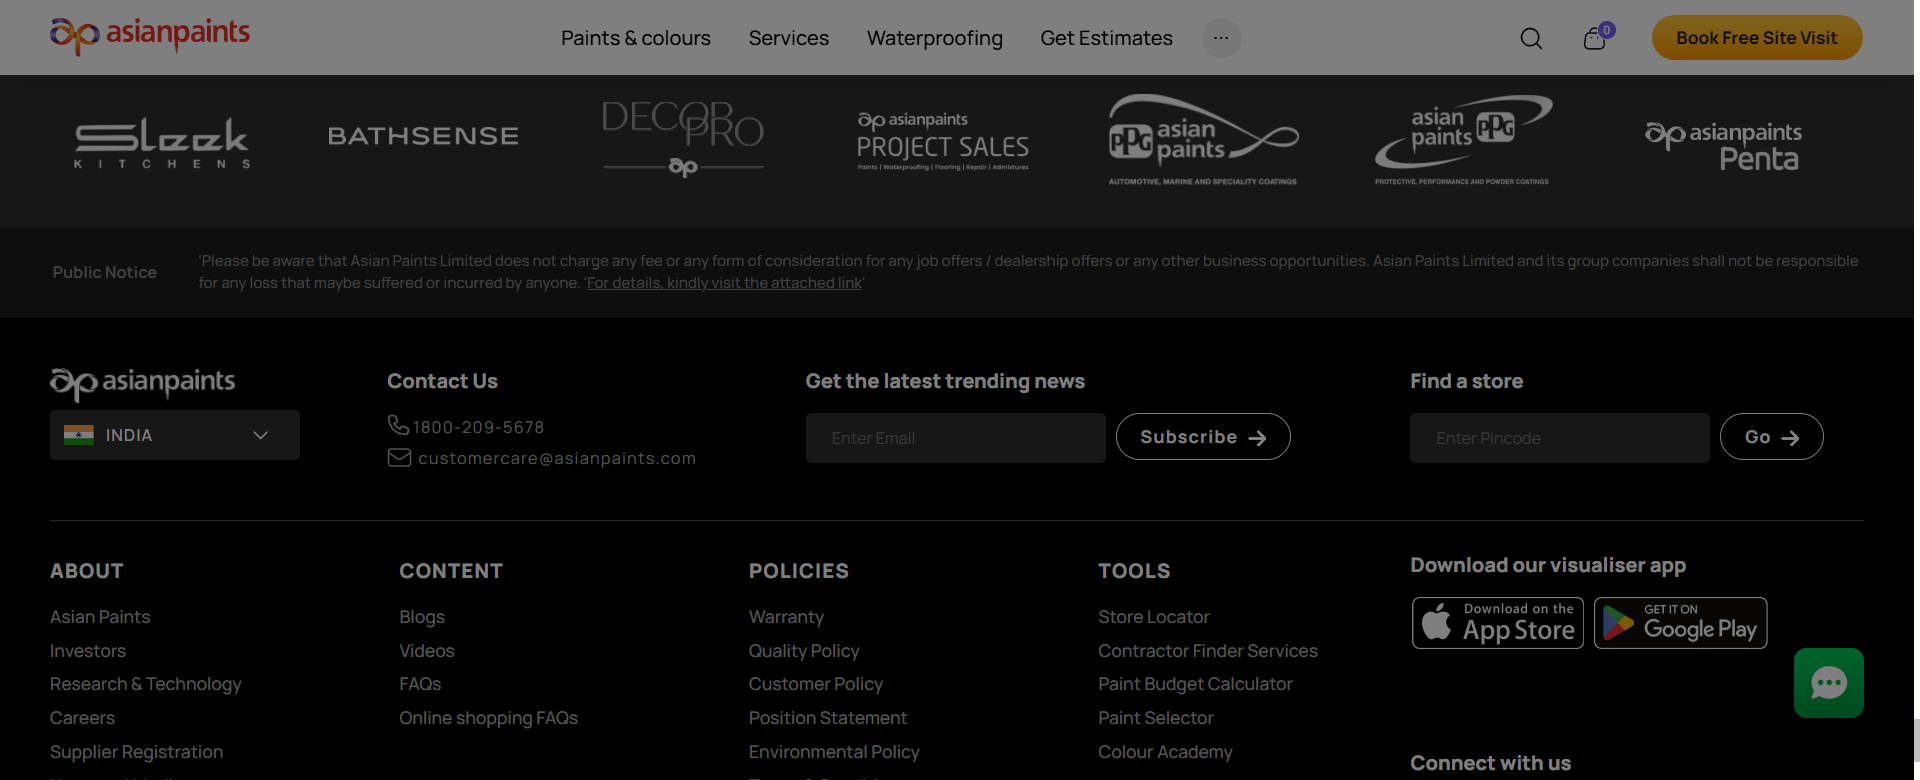 asianpaints
Paints & colours
Services
Waterproofing
Get Estimates
...
0
Book Free Site Visit
Sleek
KITCHENS
BATHSENSE
DECOR
PRO
ap
asianpaints
PROJECT SALES
Paints | Waterproofing | Flooring | Repair | Admixtures
PPG
asian
paints
AUTOMOTIVE, MARINE AND SPECIALITY COATINGS
asian
paints
PPG
PROTECTIVE, PERFORMANCE AND POWDER COATINGS
asianpaints
Penta
Public Notice
'Please be aware that Asian Paints Limited does not charge any fee or any form of consideration for any job offers / dealership offers or any other business opportunities. Asian Paints Limited and its group companies shall not be responsible
for any loss that maybe suffered or incurred by anyone. 'For details, kindly visit the attached link'
asianpaints
INDIA
Contact Us
1800-209-5678
customercare@asianpaints.com
Get the latest trending news
Enter Email
Subscribe
Find a store
Enter Pincode
Go
ABOUT
Asian Paints
Investors
Research & Technology
Careers
Supplier Registration
CONTENT
Blogs
Videos
FAQs
Online shopping FAQs
POLICIES
Warranty
Quality Policy
Customer Policy
Position Statement
Environmental Policy
TOOLS
Store Locator
Contractor Finder Services
Paint Budget Calculator
Paint Selector
Colour Academy
Download our visualiser app
Download on the
App Store
GET IT ON
Google Play
Connect with us